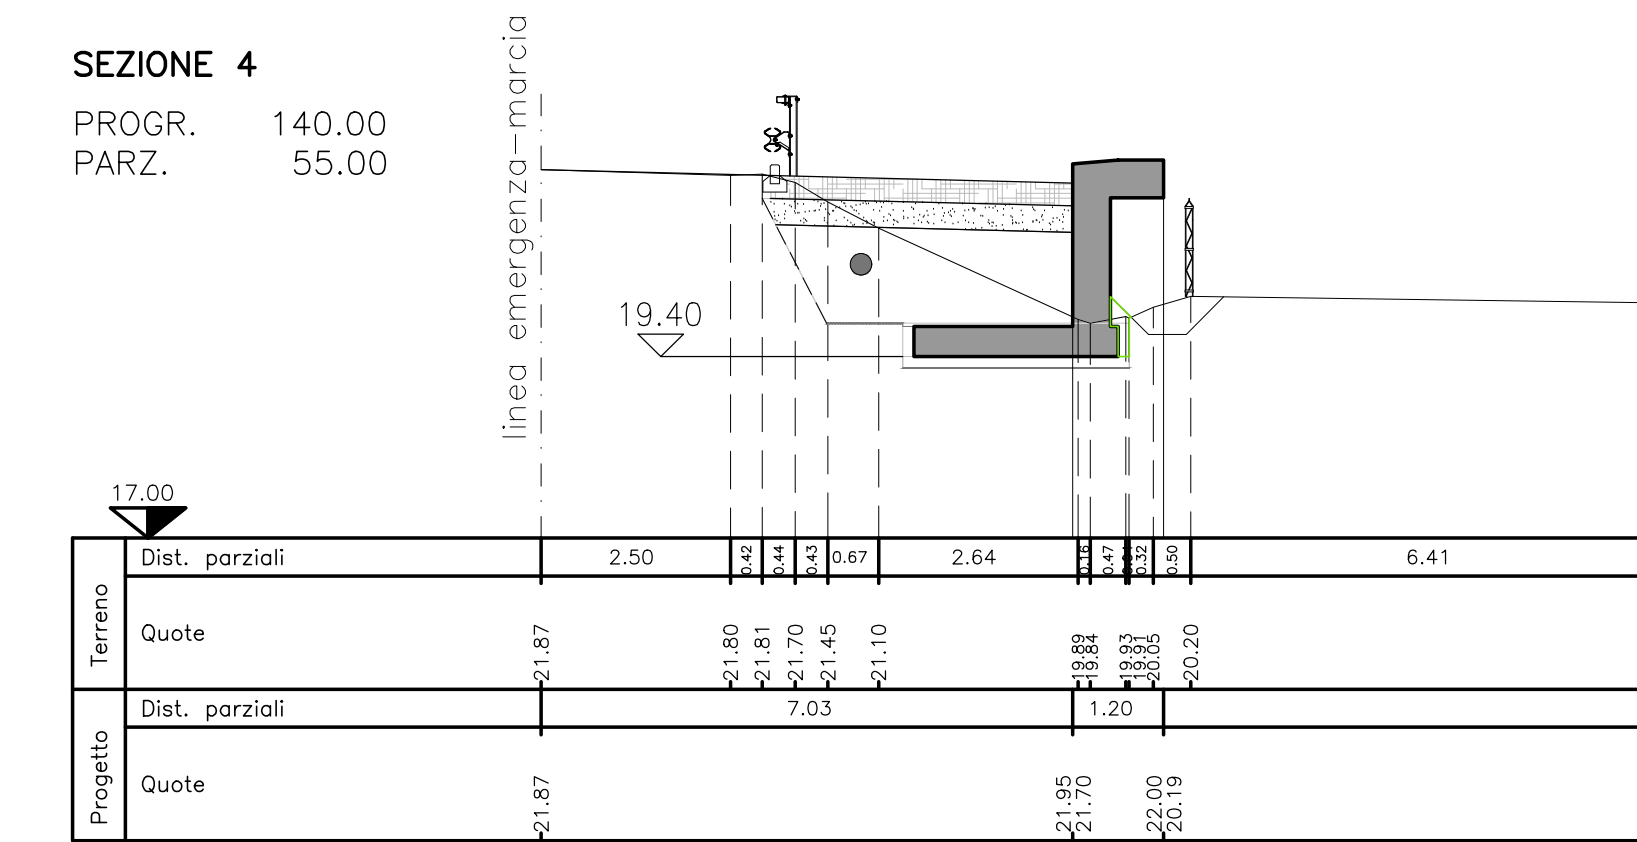 SEZIONE 4
PROGR. 140.00
PARZ. 55.00
linea emergenza-marcia
19.40
17.00
Terreno
Dist. parziali 2.50 0.42 0.44 0.43 0.67 2.64 0.16 0.47 0.32 0.50 6.41
Quote 21.87 21.80 21.81 21.70 21.45 21.10 19.89 19.84 19.93 19.91 20.05 20.20
Progetto
Dist. parziali 7.03 1.20
Quote 21.87 21.95 21.70 22.00 20.19